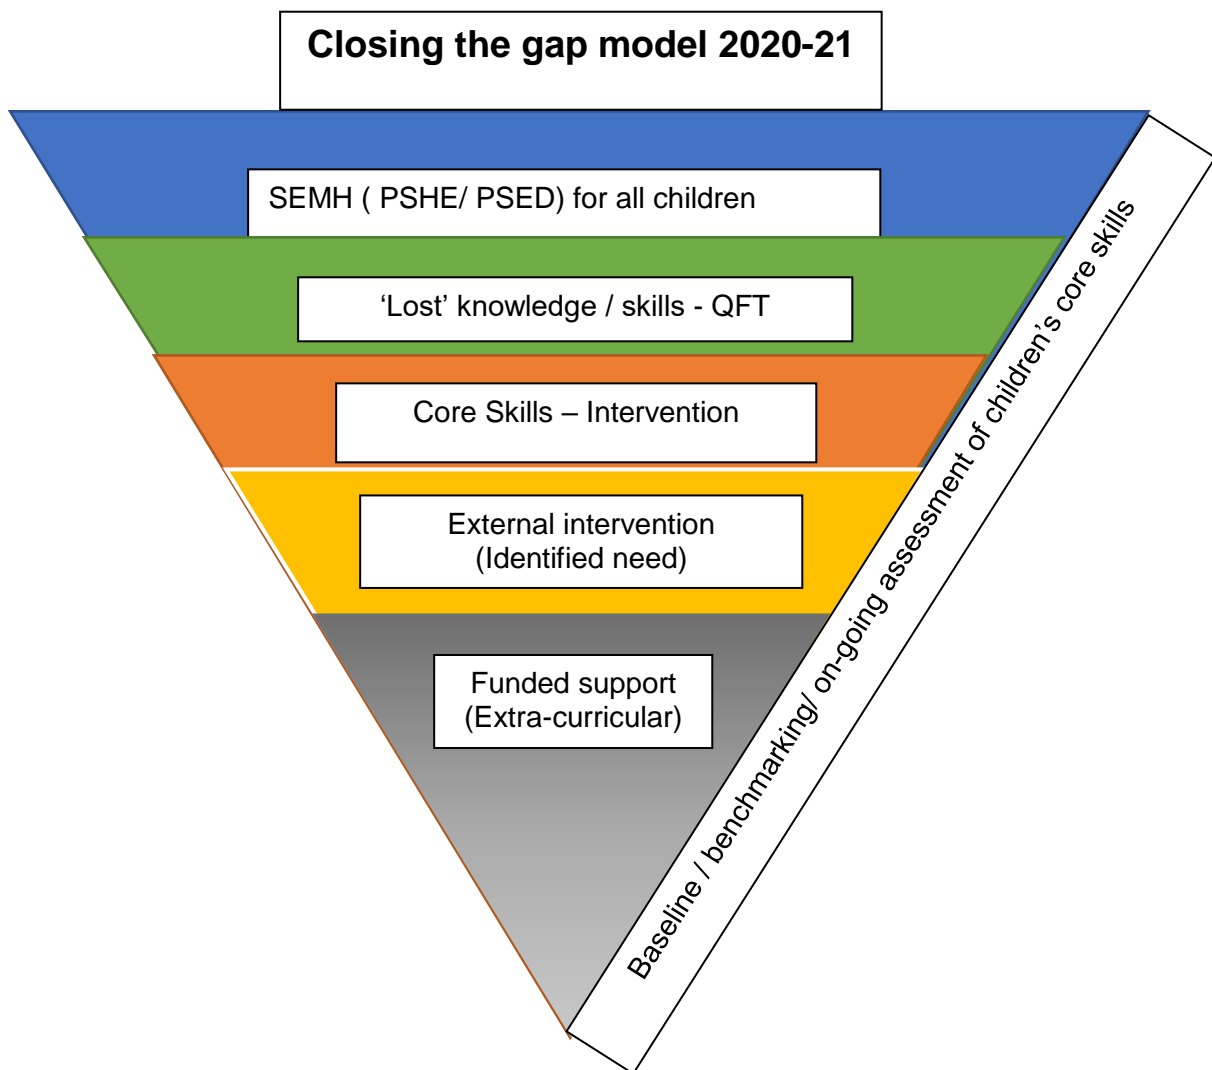 Closing the gap model 2020-21
SEMH ( PSHE/ PSED) for all children
‘Lost’ knowledge / skills - QFT
Core Skills – Intervention
External intervention
(Identified need)
Funded support
(Extra-curricular)
Baseline / benchmarking/ on-going assessment of children’s core skills